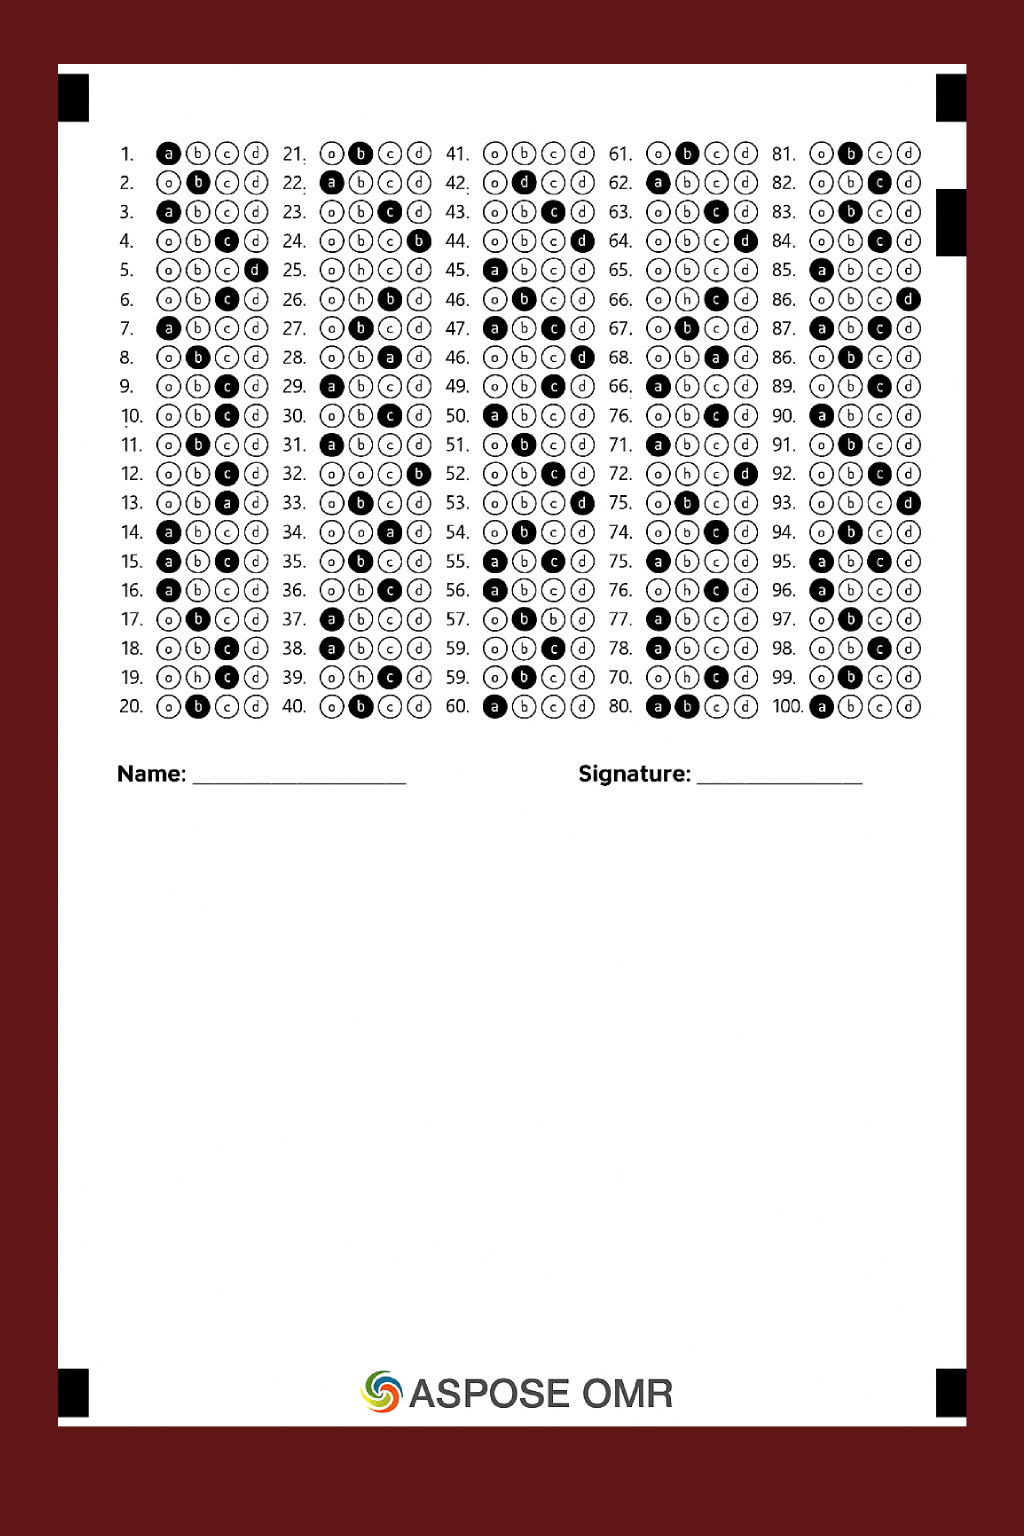 1. a b c d 21. o b c d 41. o b c d 61. o b c d 81. o b c d
2. o b c d 22. a b c d 42. o d c d 62. a b c d 82. o b c d
3. a b c d 23. o b c d 43. o b c d 63. o b c d 83. o b c d
4. o b c d 24. o b c b 44. o b c d 64. o b c d 84. o b c d
5. o b c d 25. o h c d 45. a b c d 65. o b c d 85. a b c d
6. o b c d 26. o h b d 46. o b c d 66. o h c d 86. o b c d
7. a b c d 27. o b c d 47. a b c d 67. o b c d 87. a b c d
8. o b c d 28. o b a d 46. o b c d 68. o b a d 86. o b c d
9. o b c d 29. a b c d 49. o b c d 66. a b c d 89. o b c d
10. o b c d 30. o b c d 50. a b c d 76. o b c d 90. a b c d
11. o b c d 31. a b c d 51. o b c d 71. a b c d 91. o b c d
12. o b c d 32. o o c b 52. o b c d 72. o h c d 92. o b c d
13. o b a d 33. o b c d 53. o b c d 75. o b c d 93. o b c d
14. a b c d 34. o o a d 54. o b c d 74. o b c d 94. o b c d
15. a b c d 35. o b c d 55. a b c d 75. a b c d 95. a b c d
16. a b c d 36. o b c d 56. a b c d 76. o h c d 96. a b c d
17. o b c d 37. a b c d 57. o b b d 77. a b c d 97. o b c d
18. o b c d 38. a b c d 59. o b c d 78. a b c d 98. o b c d
19. o h c d 39. o h c d 59. o b c d 70. o h c d 99. o b c d
20. o b c d 40. o b c d 60. a b c d 80. a b c d 100. a b c d
Name: ________________ Signature: ________________
ASPOSE OMR